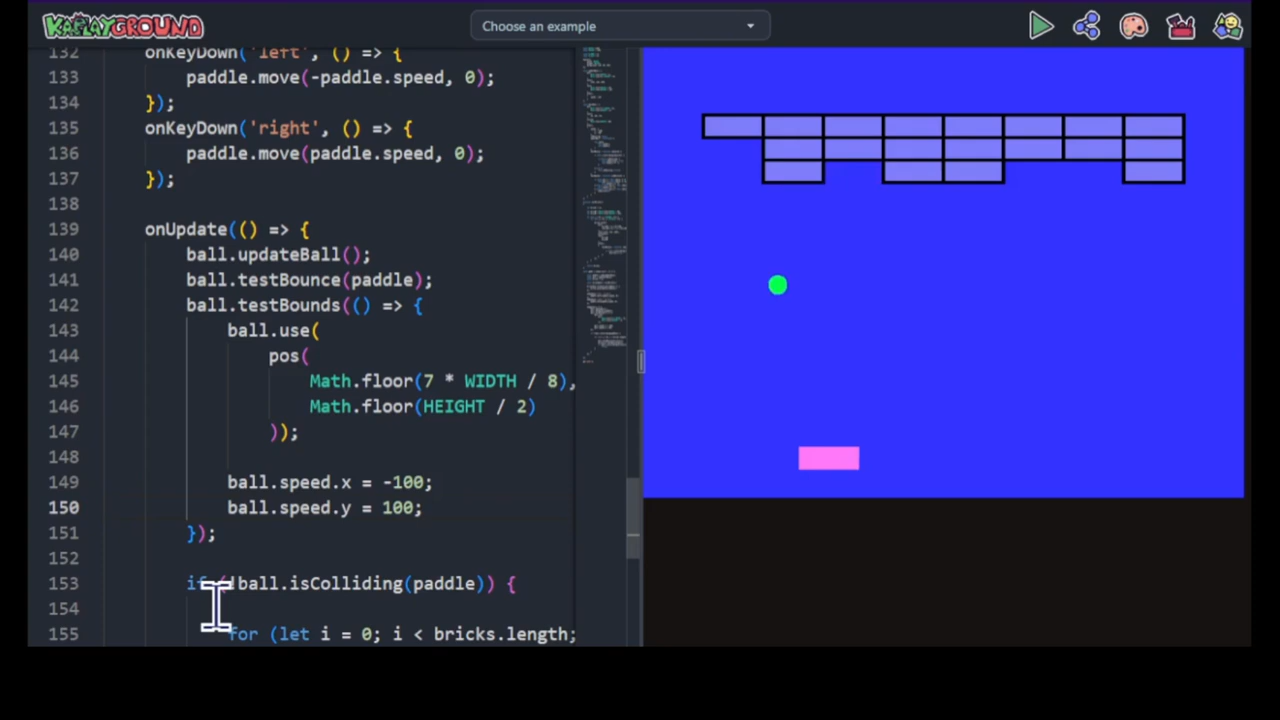 KAPLAYGROUND
Choose an example
132 onKeyDown('left', () => {
133 paddle.move(-paddle.speed, 0);
134 });
135 onKeyDown('right', () => {
136 paddle.move(paddle.speed, 0);
137 });
138
139 onUpdate(() => {
140 ball.updateBall();
141 ball.testBounce(paddle);
142 ball.testBounds(() => {
143 ball.use(
144 pos(
145 Math.floor(7 * WIDTH / 8),
146 Math.floor(HEIGHT / 2)
147 ));
148
149 ball.speed.x = -100;
150 ball.speed.y = 100;
151 });
152
153 if (!ball.isColliding(paddle)) {
154
155 for (let i = 0; i < bricks.length;